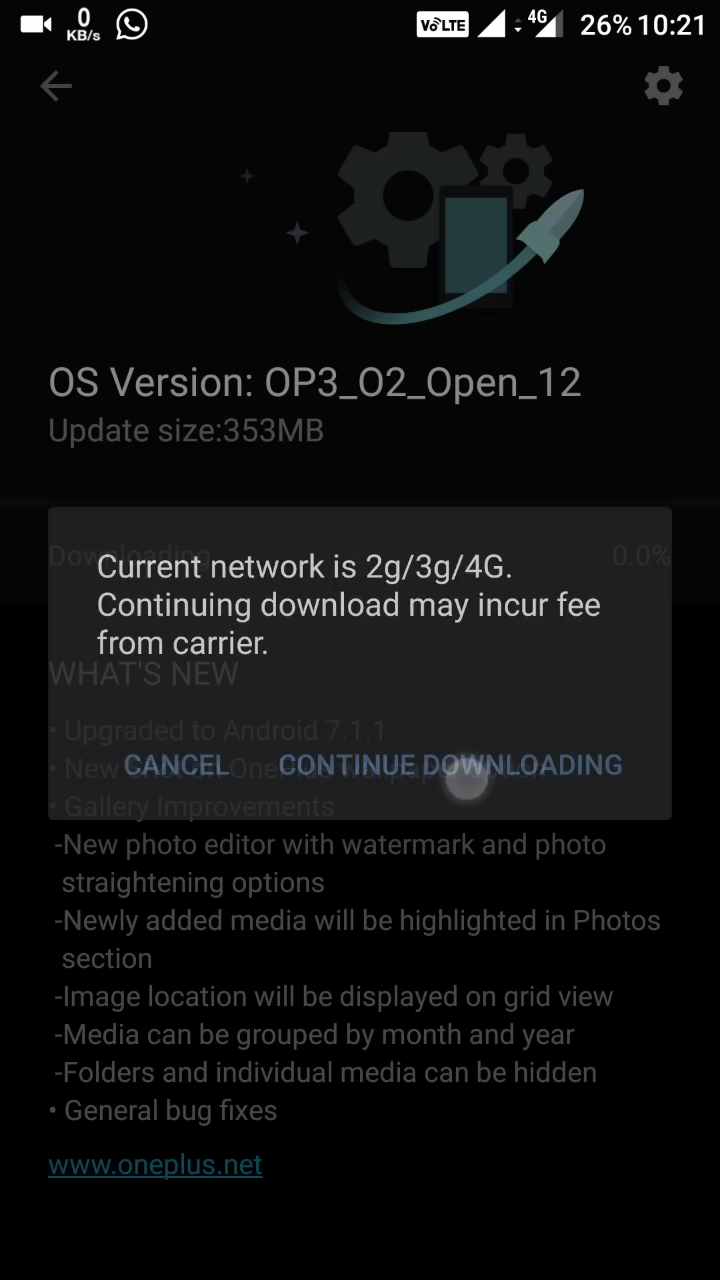 0
KB/s
VoLTE
4G
26% 10:21
OS Version: OP3_O2_Open_12
Update size:353MB
Downloading 0.0%
Current network is 2g/3g/4G.
Continuing download may incur fee
from carrier.
WHAT'S NEW
• Upgraded to Android 7.1.1
CANCEL CONTINUE DOWNLOADING
• New Shot on OnePlus
• Gallery Improvements
-New photo editor with watermark and photo
straightening options
-Newly added media will be highlighted in Photos
section
-Image location will be displayed on grid view
-Media can be grouped by month and year
-Folders and individual media can be hidden
• General bug fixes
www.oneplus.net